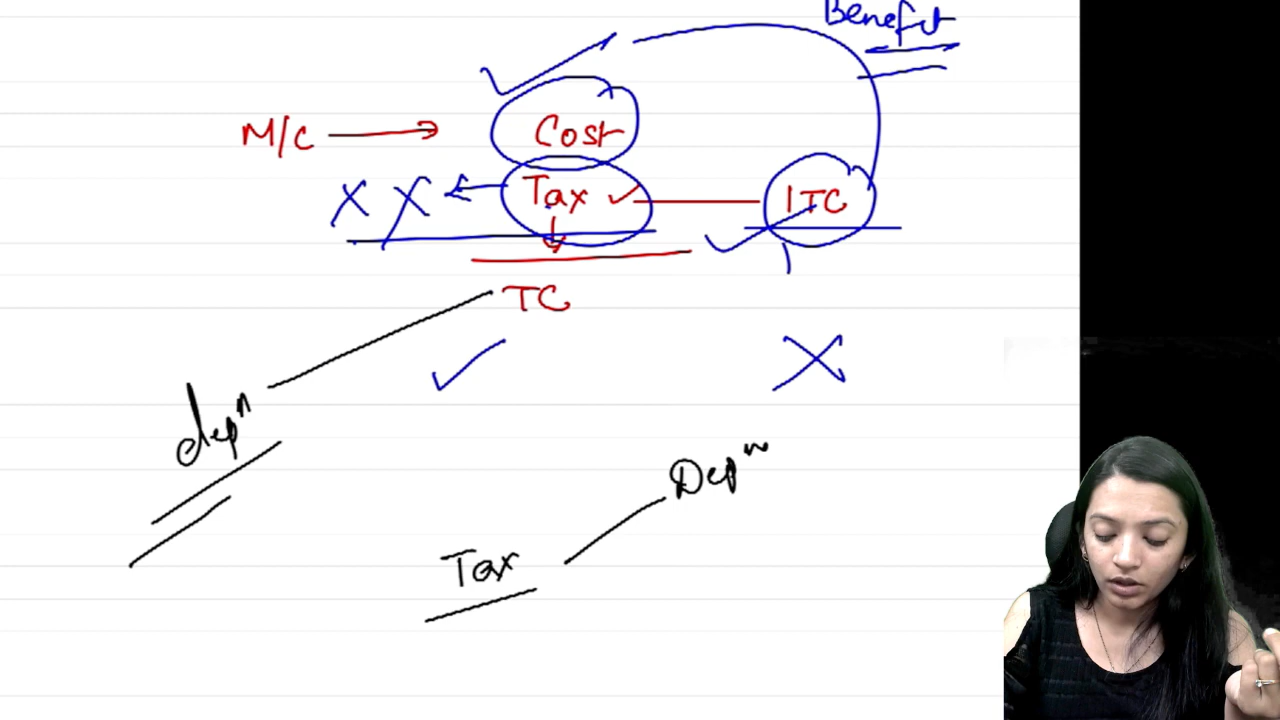 Benefit
M/C → Cost
X X ← Tax ✓ ITC
TC
depⁿ
Depⁿ
Tax